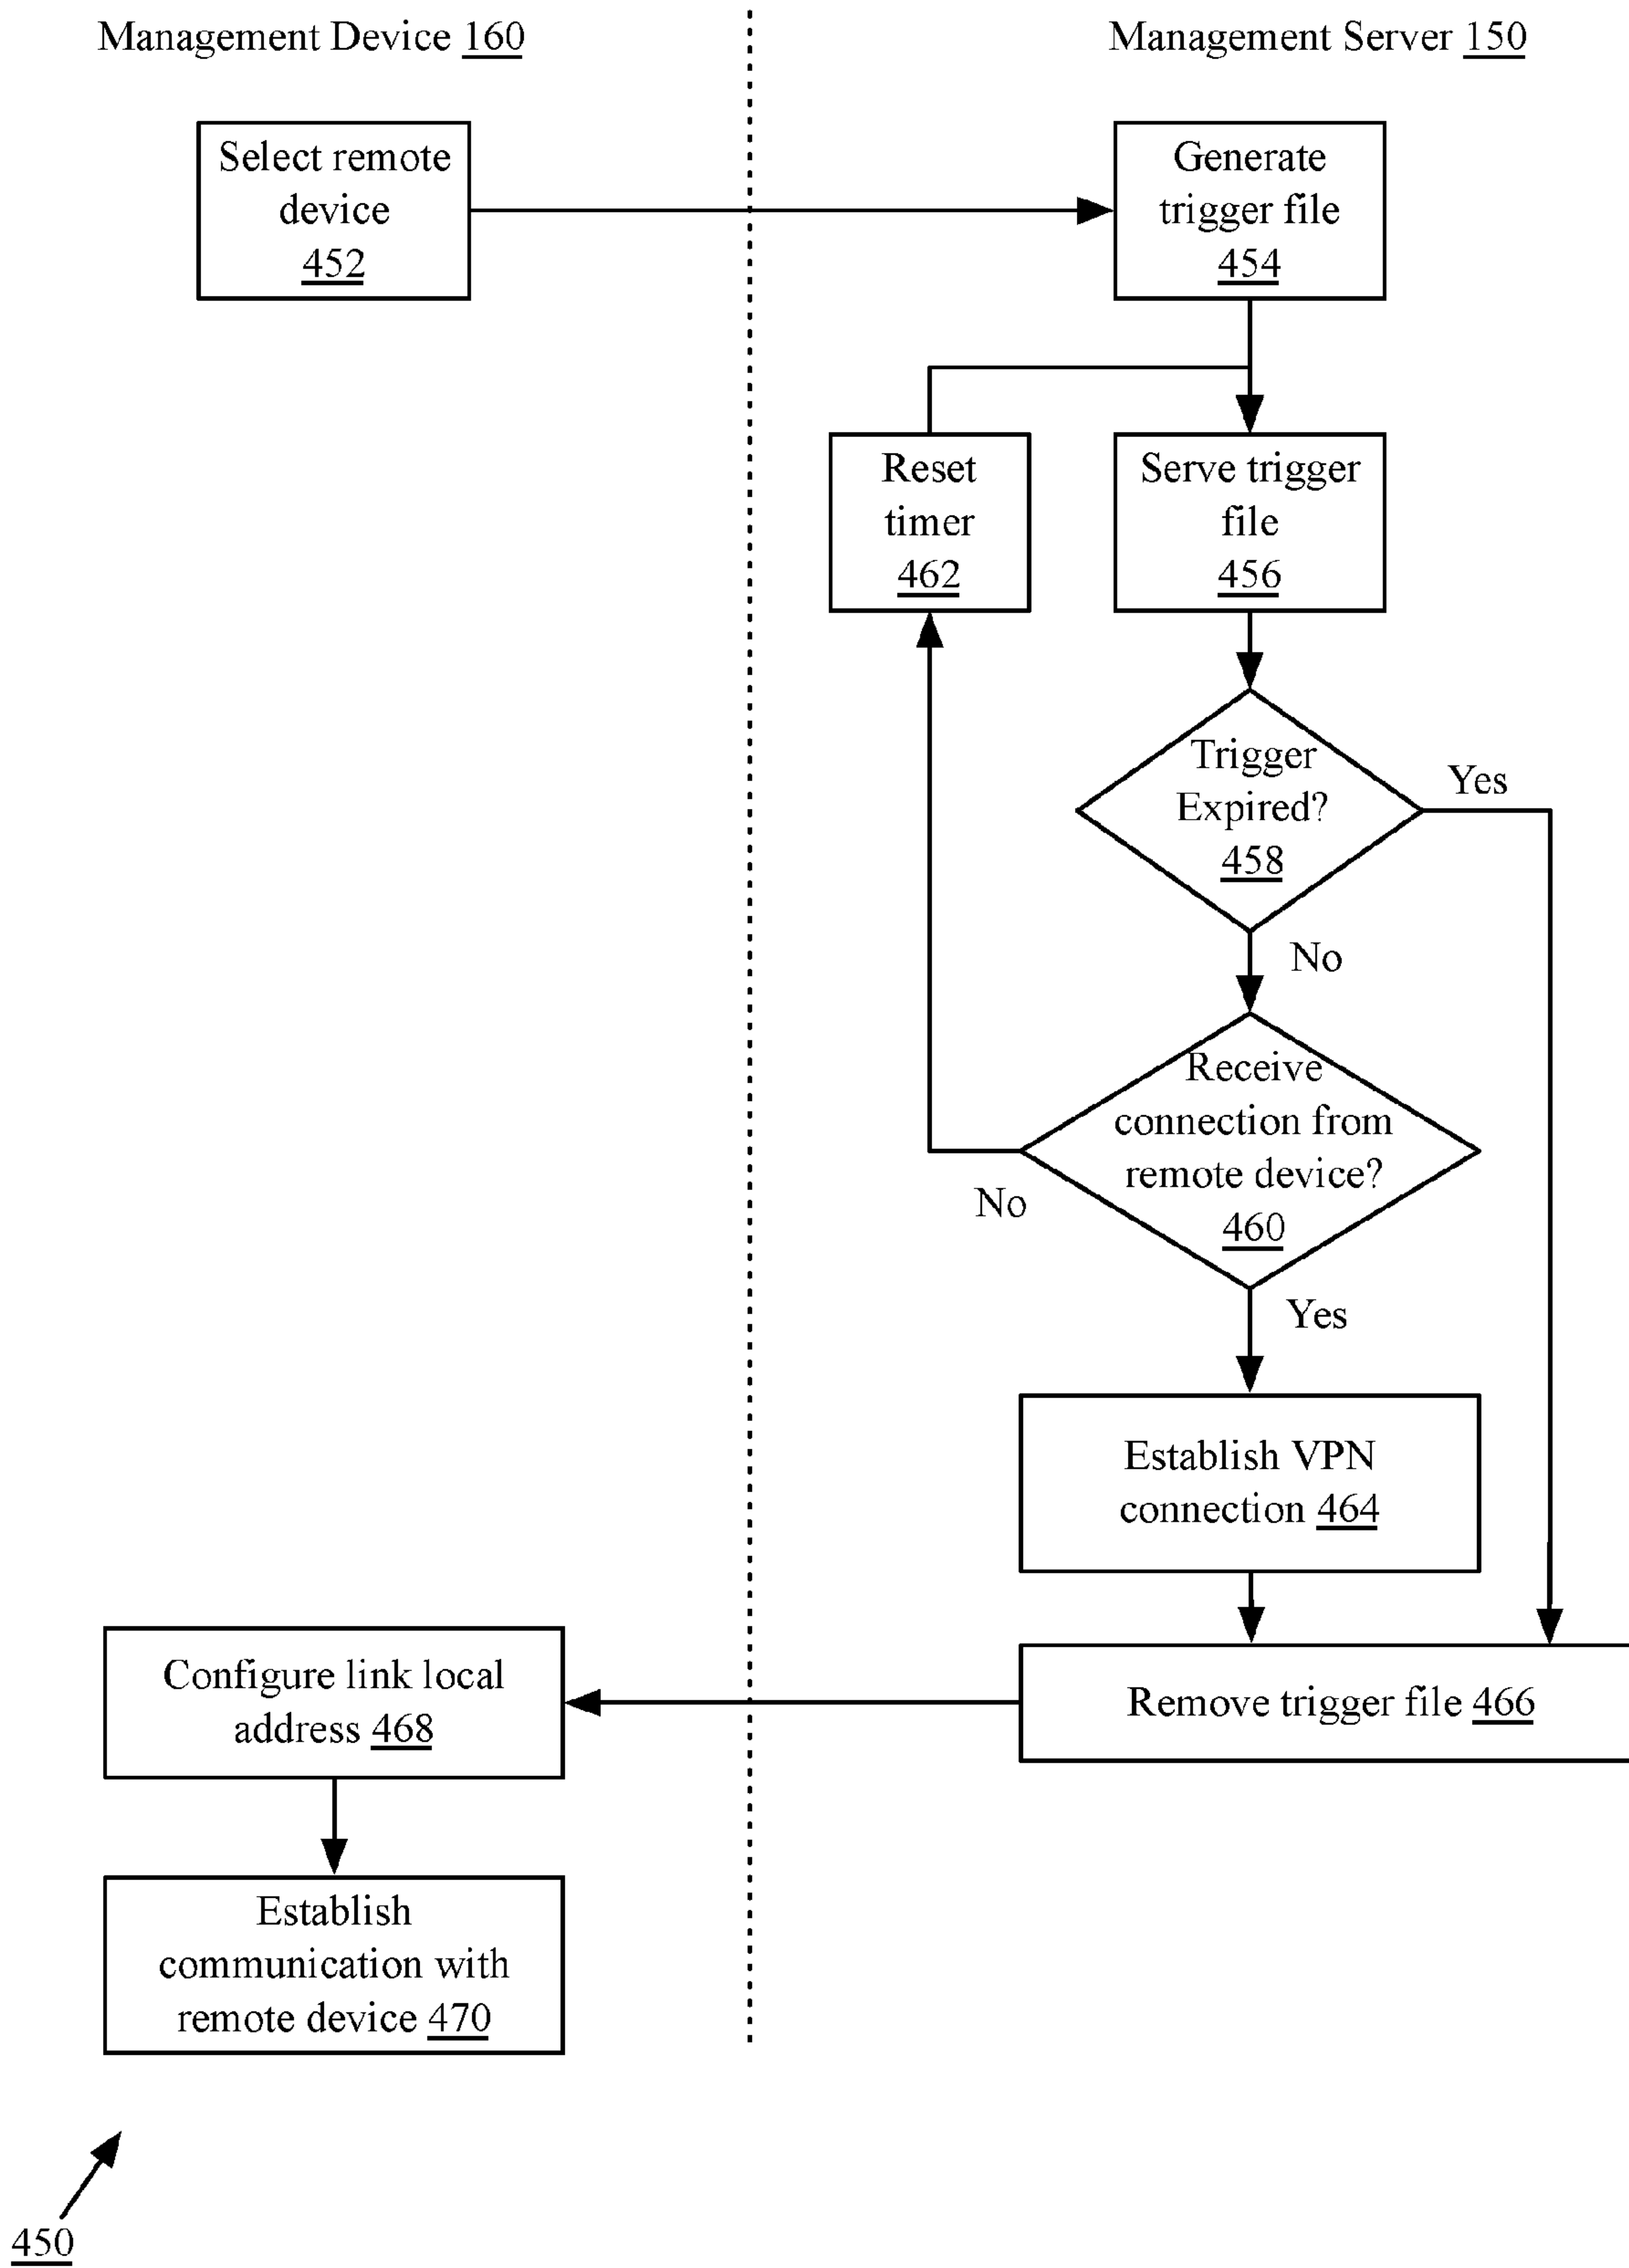 Management Device 160
Management Server 150
Select remote
device
452
Generate
trigger file
454
Reset
timer
462
Serve trigger
file
456
Trigger
Expired?
458
Yes
No
Receive
connection from
remote device?
460
No
Yes
Establish VPN
connection 464
Configure link local
address 468
Remove trigger file 466
Establish
communication with
remote device 470
450